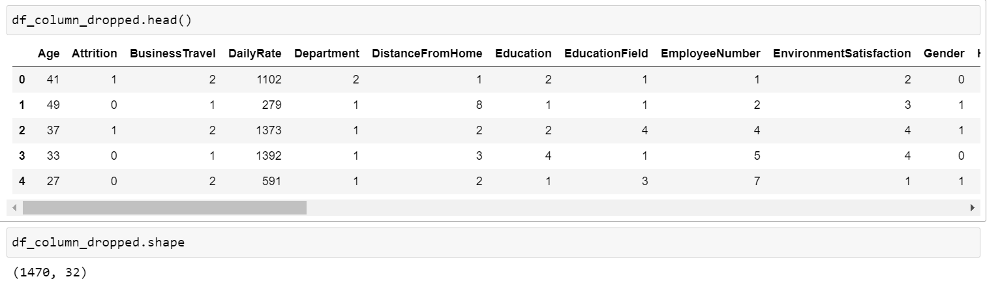 df_column_dropped.head()
Age Attrition BusinessTravel DailyRate Department DistanceFromHome Education EducationField EmployeeNumber EnvironmentSatisfaction Gender
0 41 1 2 1102 2 1 2 1 1 2 0
1 49 0 1 279 1 8 1 1 2 3 1
2 37 1 2 1373 1 2 2 4 4 4 1
3 33 0 1 1392 1 3 4 1 5 4 0
4 27 0 2 591 1 2 1 3 7 1 1
df_column_dropped.shape
(1470, 32)